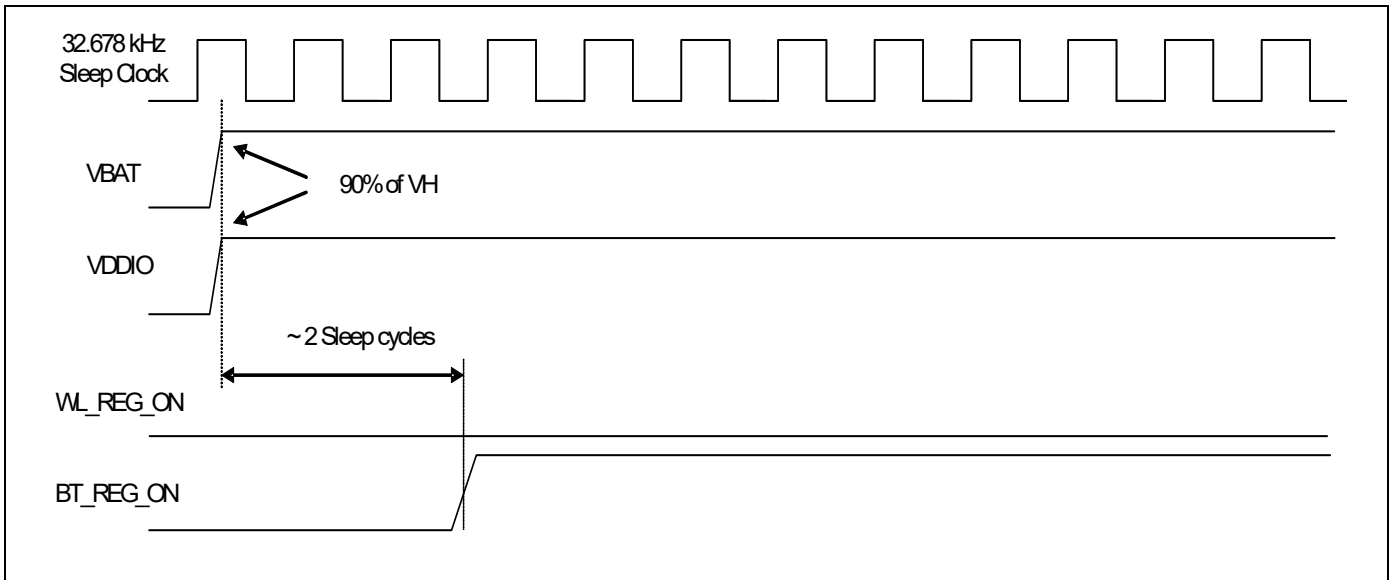 32.678 kHz
Sleep Clock
VBAT
90% of VH
VDDIO
~ 2 Sleep cycles
WL_REG_ON
BT_REG_ON